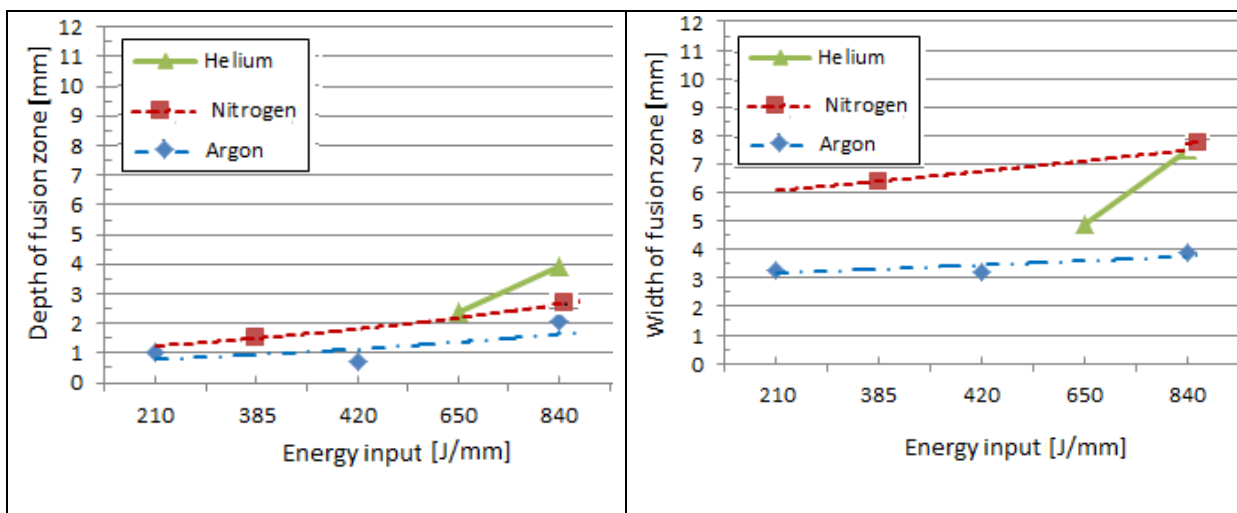 Depth of fusion zone [mm]
12
11
10
9
8
7
6
5
4
3
2
1
0
Helium
Nitrogen
Argon
210 385 420 650 840
Energy input [J/mm]
Width of fusion zone [mm]
12
11
10
9
8
7
6
5
4
3
2
1
0
Helium
Nitrogen
Argon
210 385 420 650 840
Energy input [J/mm]